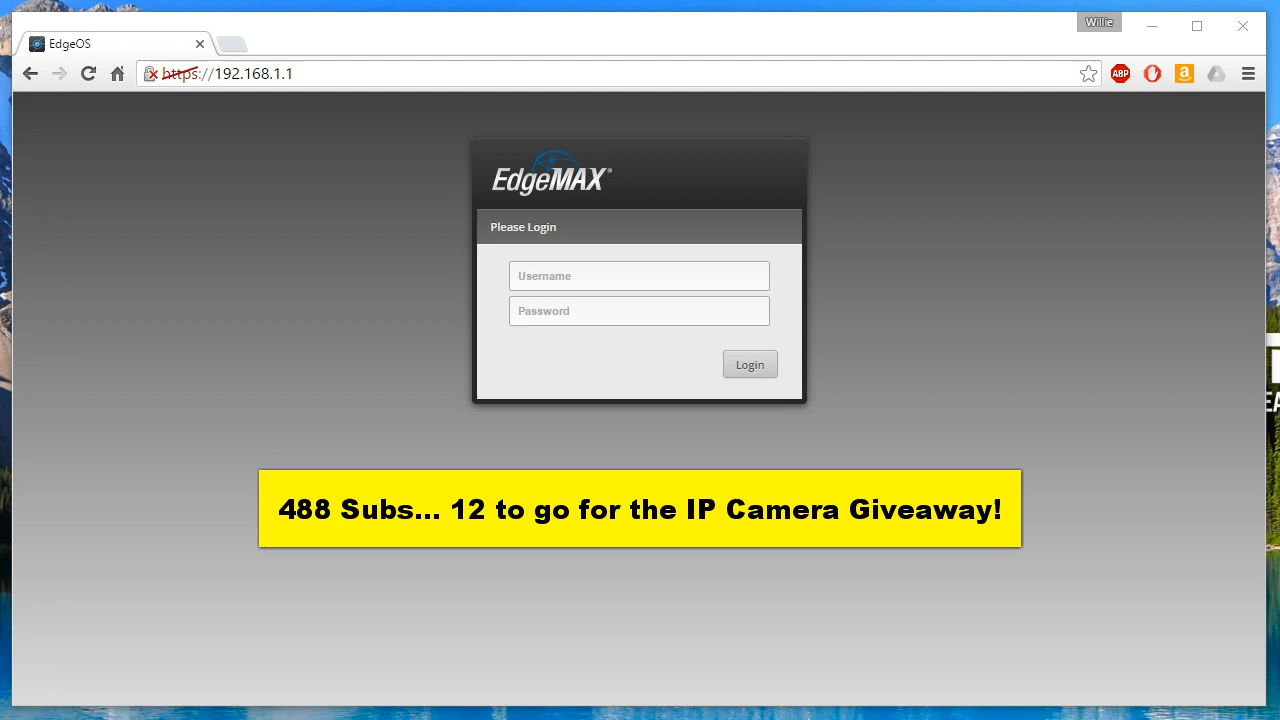 Willie
EdgeOS
https://192.168.1.1
ABP
EdgeMAX®
Please Login
Username
Password
Login
488 Subs... 12 to go for the IP Camera Giveaway!